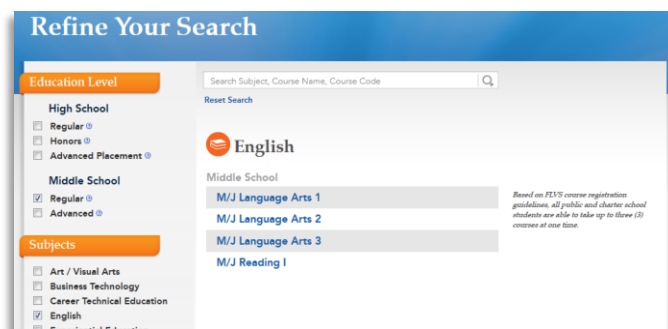 Refine Your Search
Education Level
High School
Regular
Honors
Advanced Placement
Middle School
Regular
Advanced
Subjects
Art / Visual Arts
Business Technology
Career Technical Education
English
Search Subject, Course Name, Course Code
Reset Search
English
Middle School
M/J Language Arts 1
M/J Language Arts 2
M/J Language Arts 3
M/J Reading I
Based on FLVS course registration
guidelines, all public and charter school
students are able to take up to three (3)
courses at one time.